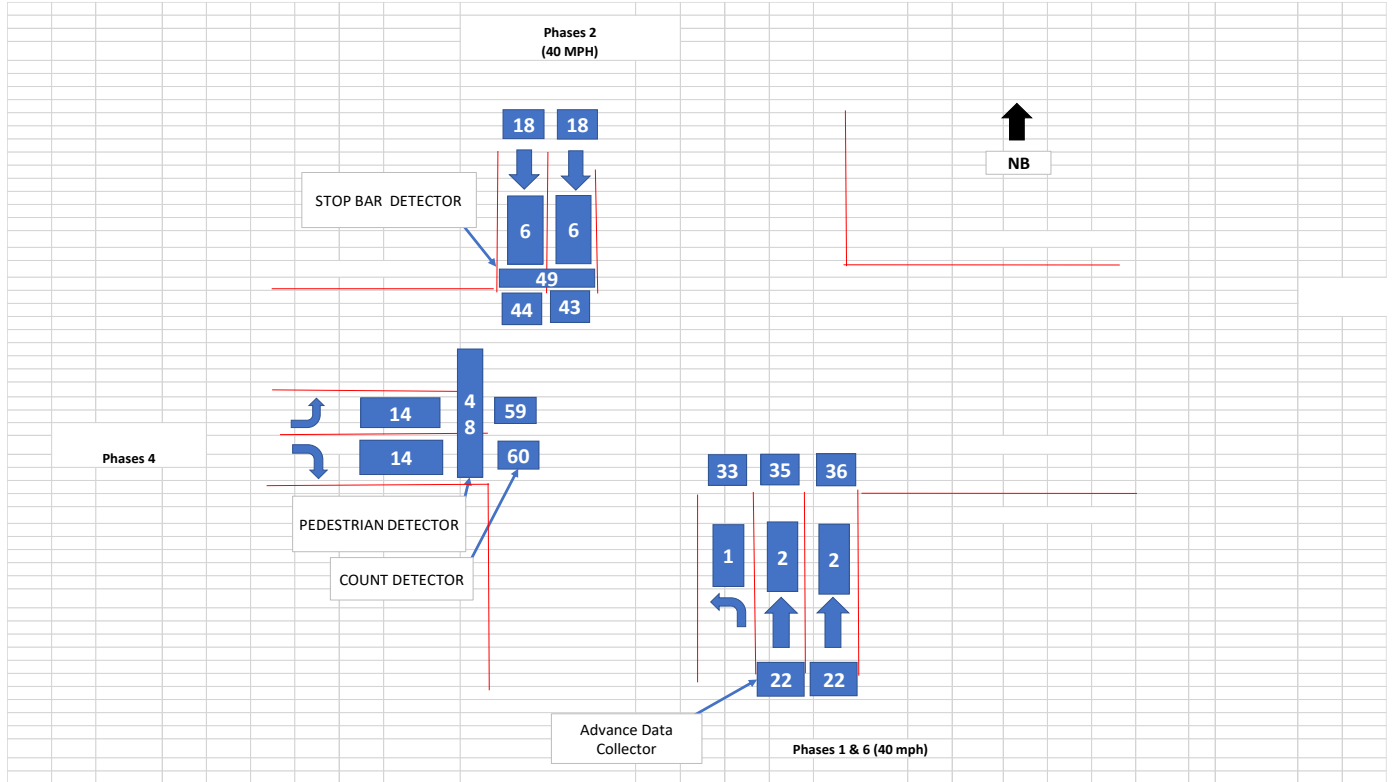 Phases 2
(40 MPH)
18 18
NB
STOP BAR DETECTOR
6 6
49
44 43
4
8
14 59
14 60
Phases 4
33 35 36
PEDESTRIAN DETECTOR
1 2 2
COUNT DETECTOR
22 22
Advance Data
Collector
Phases 1 & 6 (40 mph)